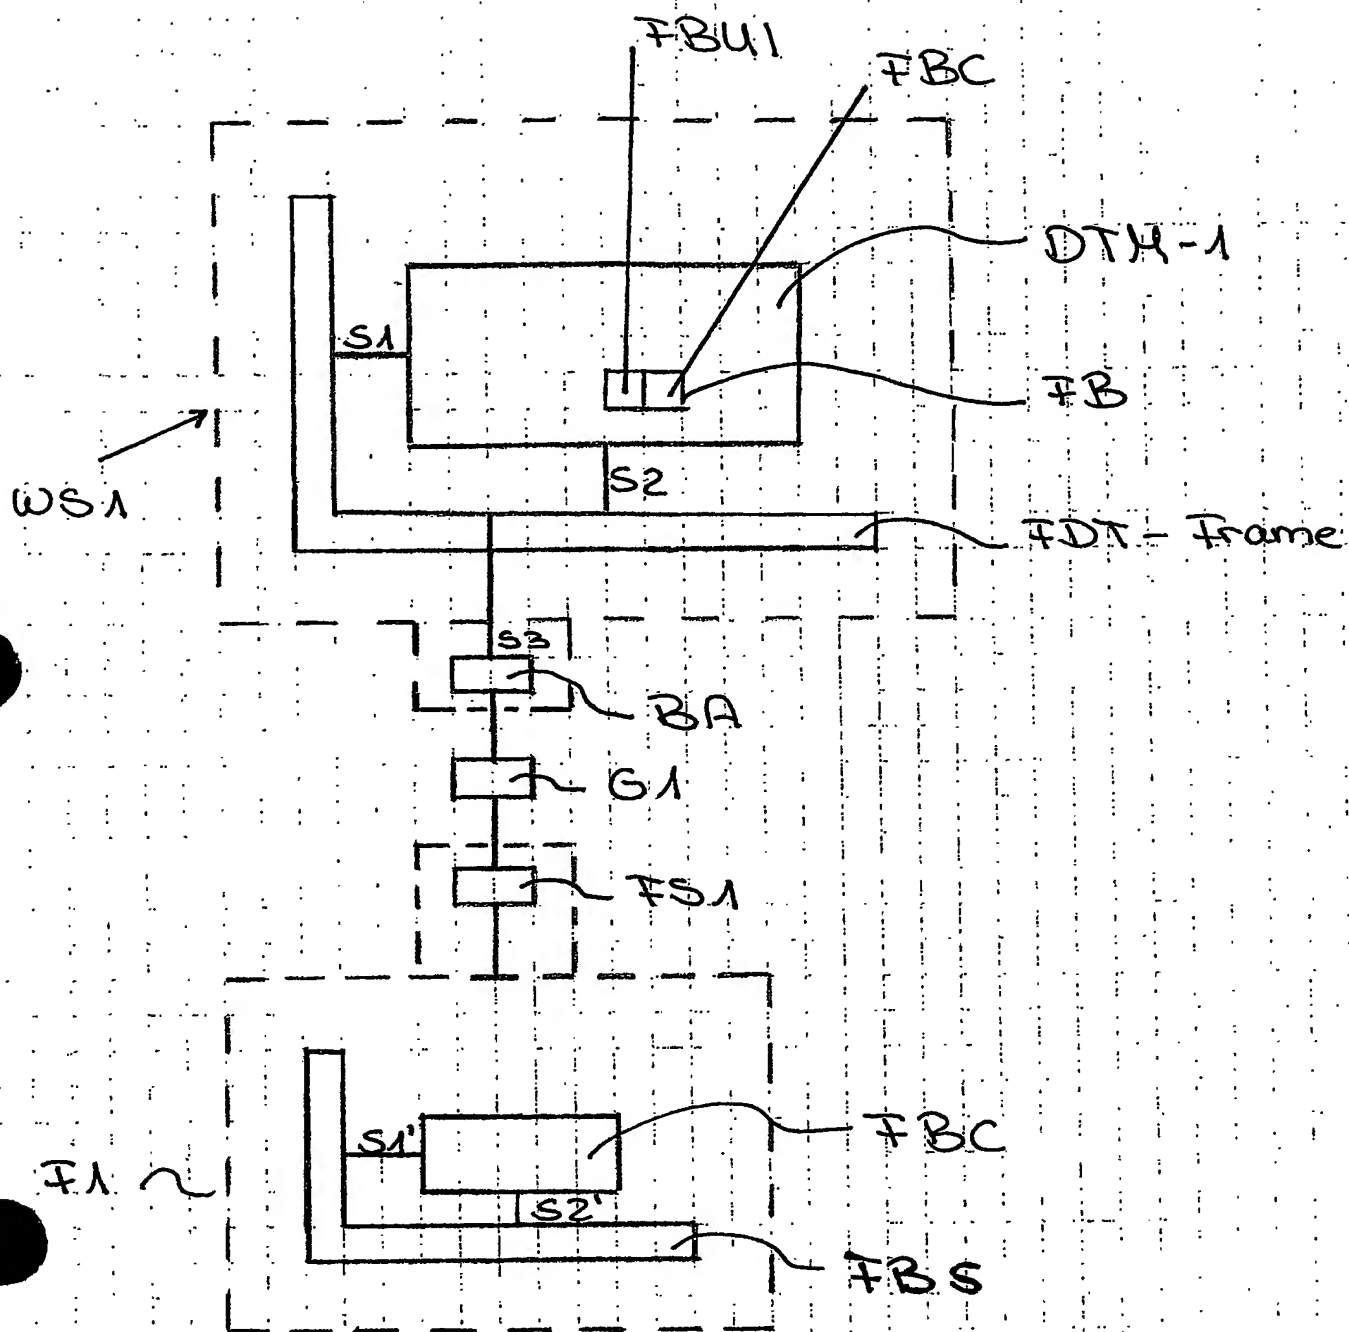 FBUI
FBC
DTM-1
S1
FB
S2
WS1
FDT-Frame
S3
BA
G1
FS1
FBC
S1'
F1
S2'
FBS